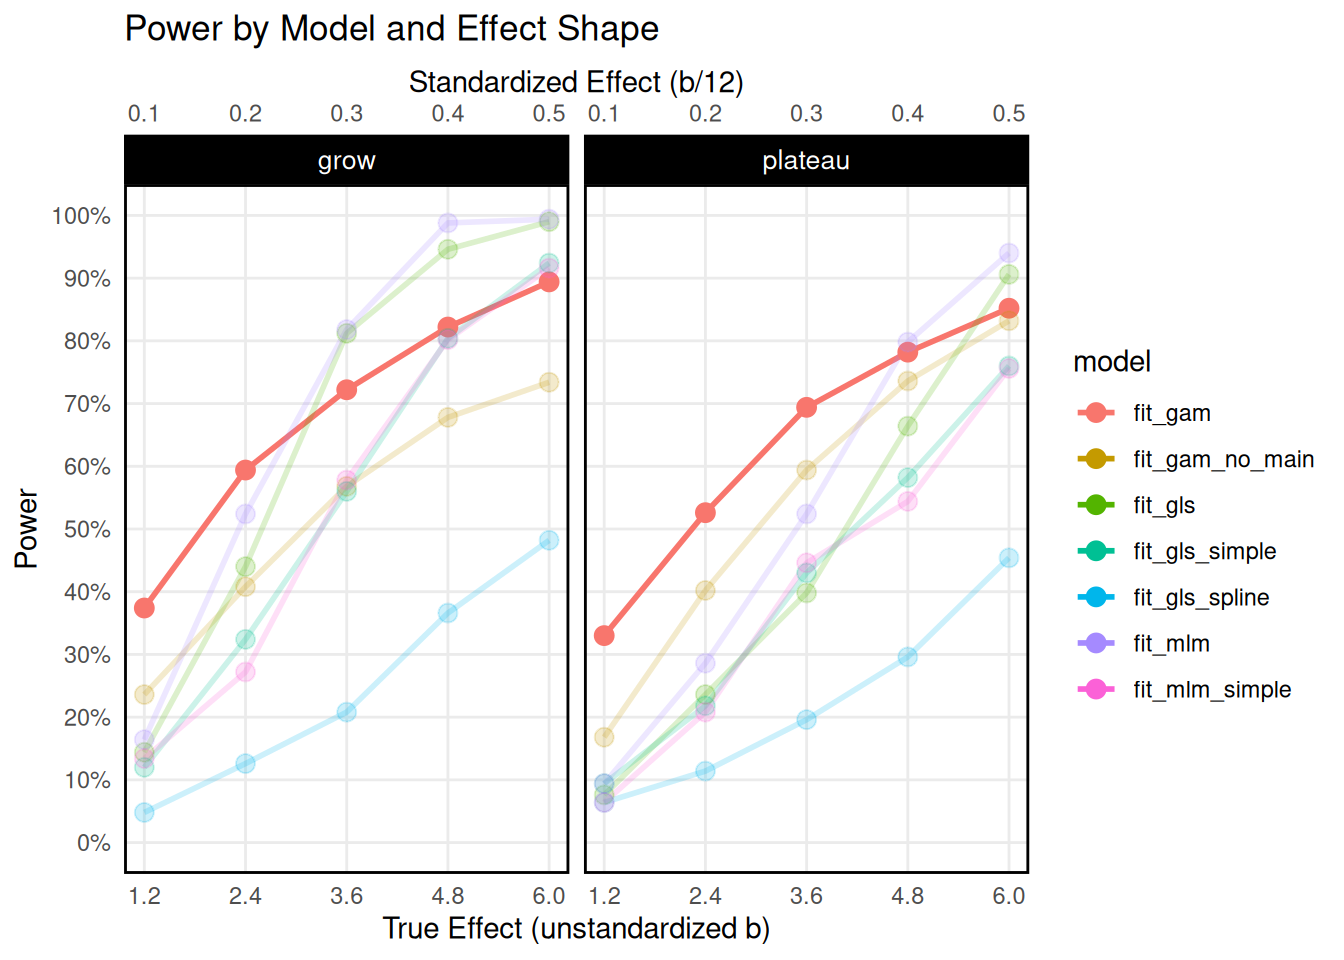 Power by Model and Effect Shape
Standardized Effect (b/12)
0.1 0.2 0.3 0.4 0.5 0.1 0.2 0.3 0.4 0.5
grow plateau
100%
90%
80%
70%
60%
50%
40%
30%
20%
10%
0%
Power
1.2 2.4 3.6 4.8 6.0 1.2 2.4 3.6 4.8 6.0
True Effect (unstandardized b)
model
fit_gam
fit_gam_no_main
fit_gls
fit_gls_simple
fit_gls_spline
fit_mlm
fit_mlm_simple